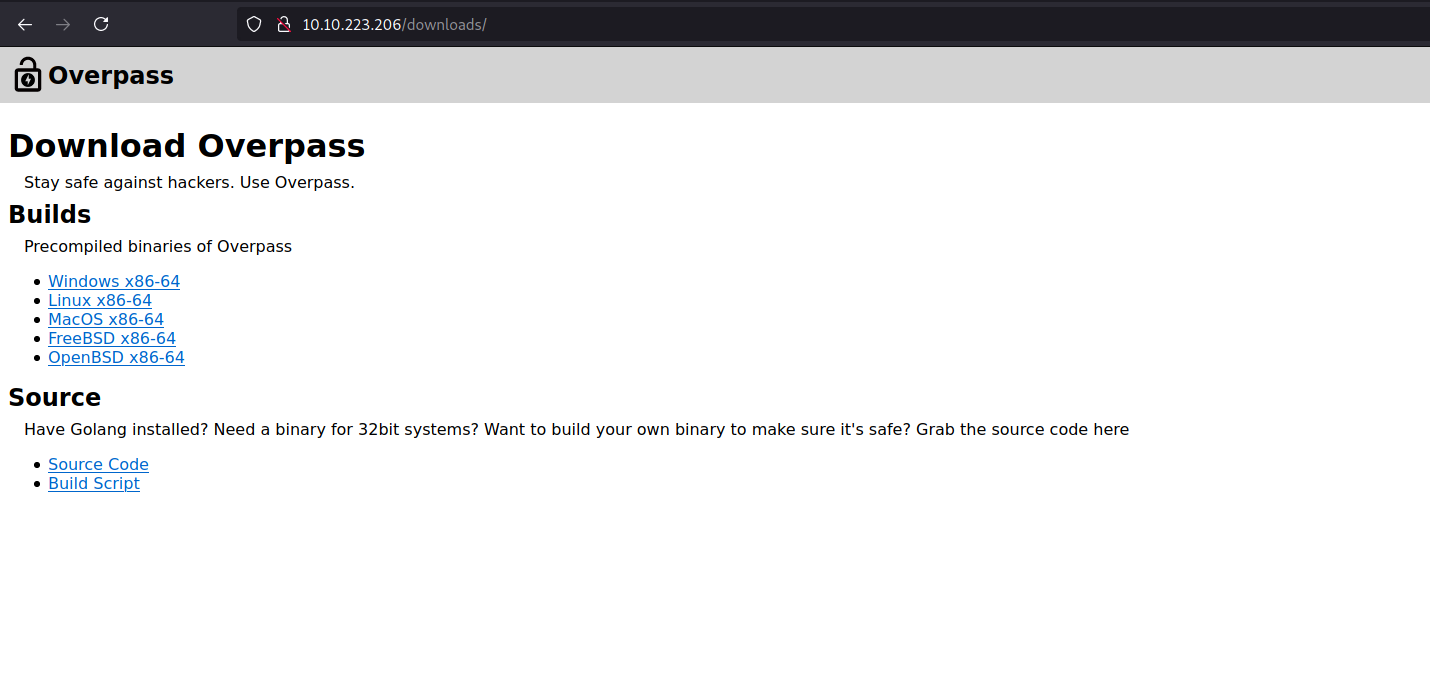 10.10.223.206/downloads/
Overpass
Download Overpass
Stay safe against hackers. Use Overpass.
Builds
Precompiled binaries of Overpass
Windows x86-64
Linux x86-64
MacOS x86-64
FreeBSD x86-64
OpenBSD x86-64
Source
Have Golang installed? Need a binary for 32bit systems? Want to build your own binary to make sure it's safe? Grab the source code here
Source Code
Build Script